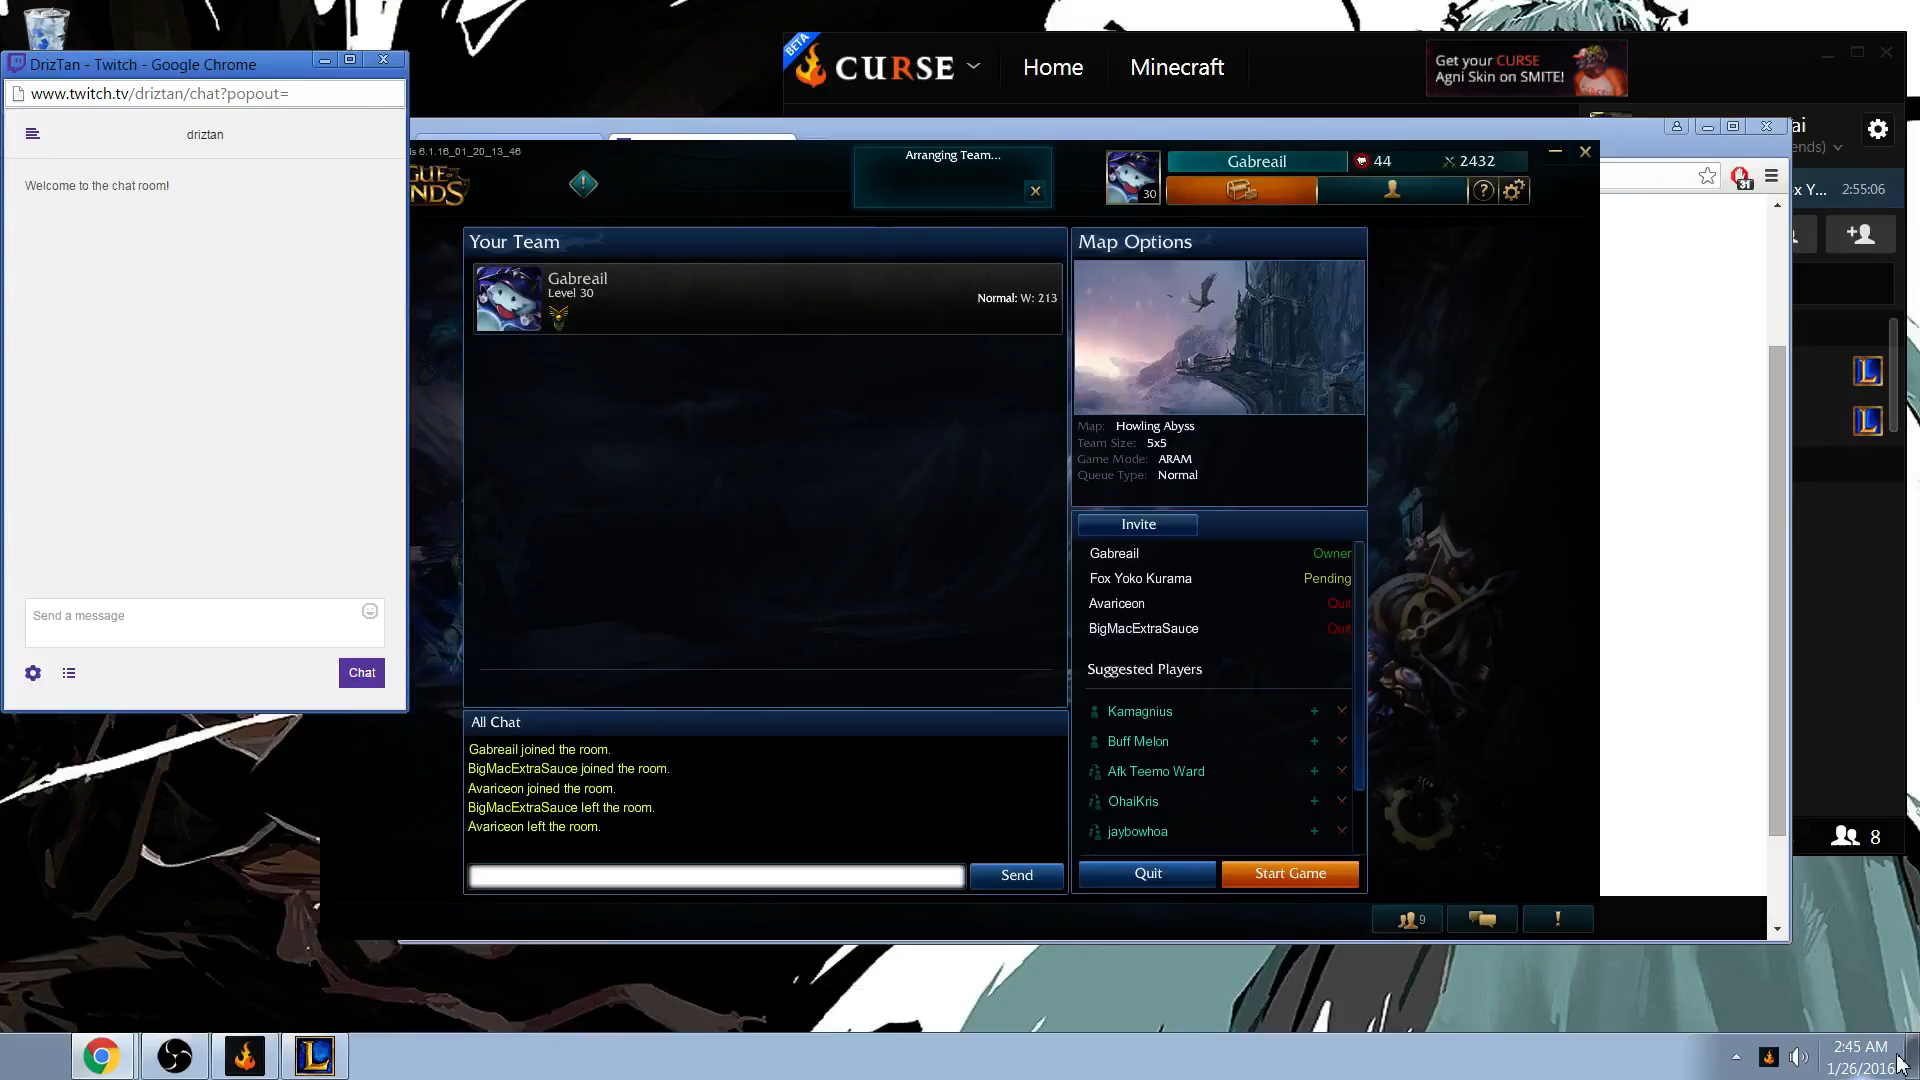 DrizTan - Twitch - Google Chrome
www.twitch.tv/driztan/chat?popout=
driztan
Welcome to the chat room!
Send a message
Chat
BETA
CURSE
Home
Minecraft
Get your CURSE
Agni Skin on SMITE!
2:55:06
31
8
6.1.16_01_20_13_46
Arranging Team...
X
30
Gabreail
44
2432
?
Your Team
Gabreail
Level 30
Normal: W: 213
Map Options
Map: Howling Abyss
Team Size: 5x5
Game Mode: ARAM
Queue Type: Normal
Invite
Gabreail Owner
Fox Yoko Kurama Pending
Avariceon Quit
BigMacExtraSauce Quit
Suggested Players
Kamagnius
Buff Melon
Afk Teemo Ward
OhaiKris
jaybowhoa
Quit
Start Game
All Chat
Gabreail joined the room.
BigMacExtraSauce joined the room.
Avariceon joined the room.
BigMacExtraSauce left the room.
Avariceon left the room.
Send
9
2:45 AM
1/26/2016